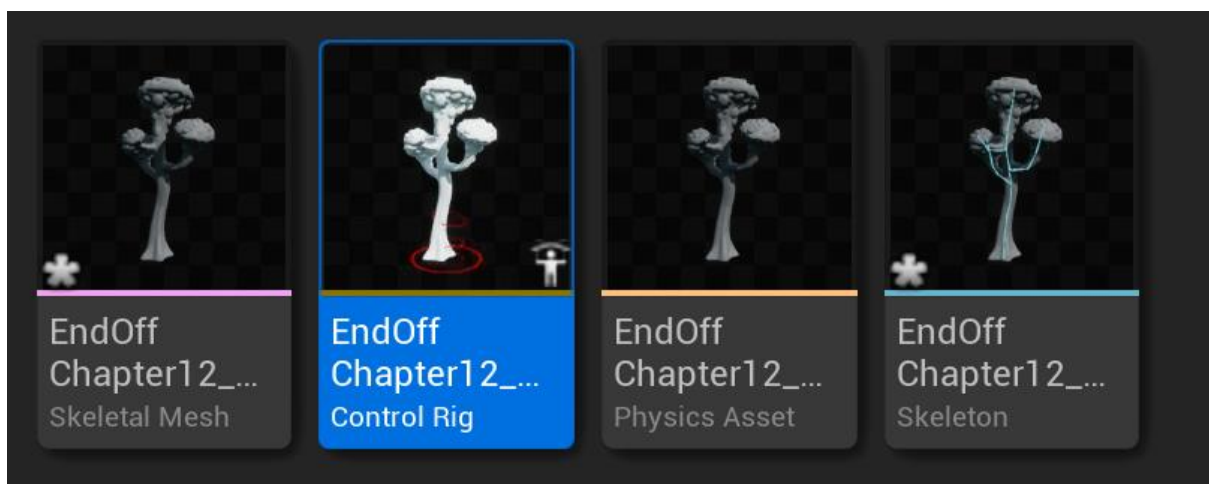 EndOff
Chapter12_...
Skeletal Mesh
EndOff
Chapter12_...
Control Rig
EndOff
Chapter12_...
Physics Asset
EndOff
Chapter12_...
Skeleton